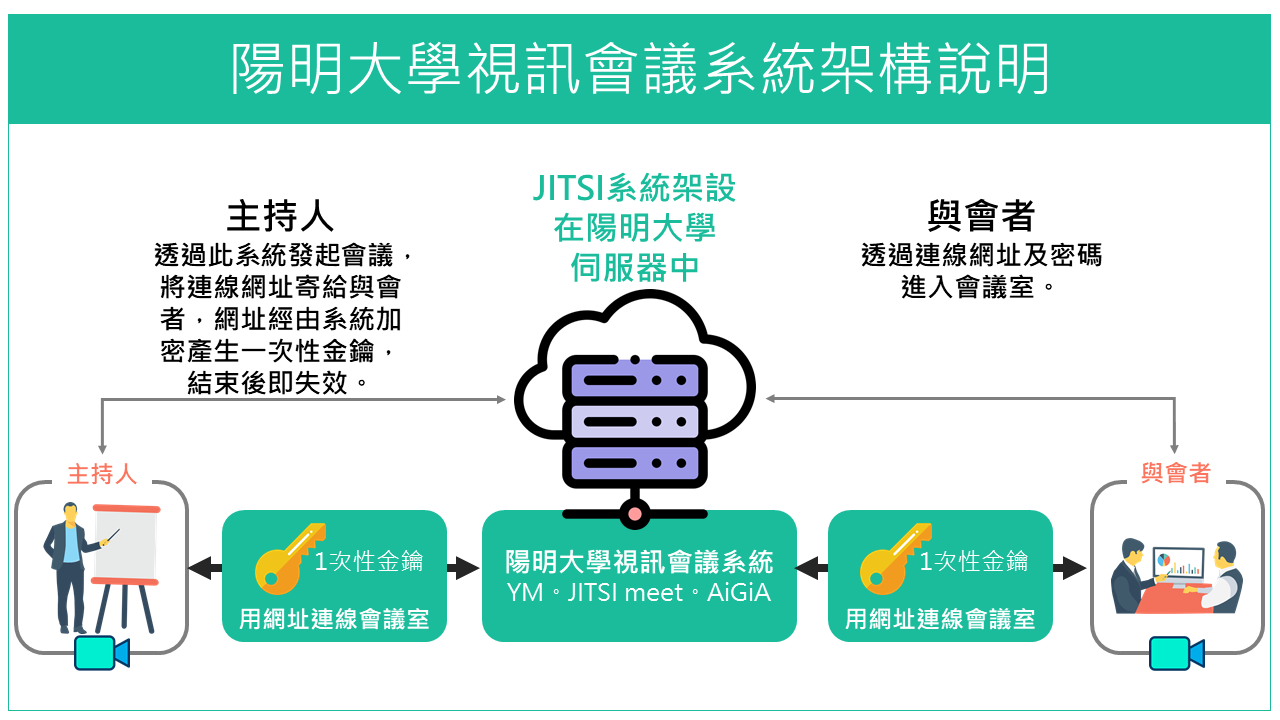 陽明大學視訊會議系統架構說明
JITSI系統架設
在陽明大學
伺服器中
主持人
透過此系統發起會議，
將連線網址寄給與會
者，網址經由系統加
密產生一次性金鑰，
結束後即失效。
與會者
透過連線網址及密碼
進入會議室。
主持人
1次性金鑰
用網址連線會議室
陽明大學視訊會議系統
YM。JITSI meet。AiGiA
1次性金鑰
用網址連線會議室
與會者